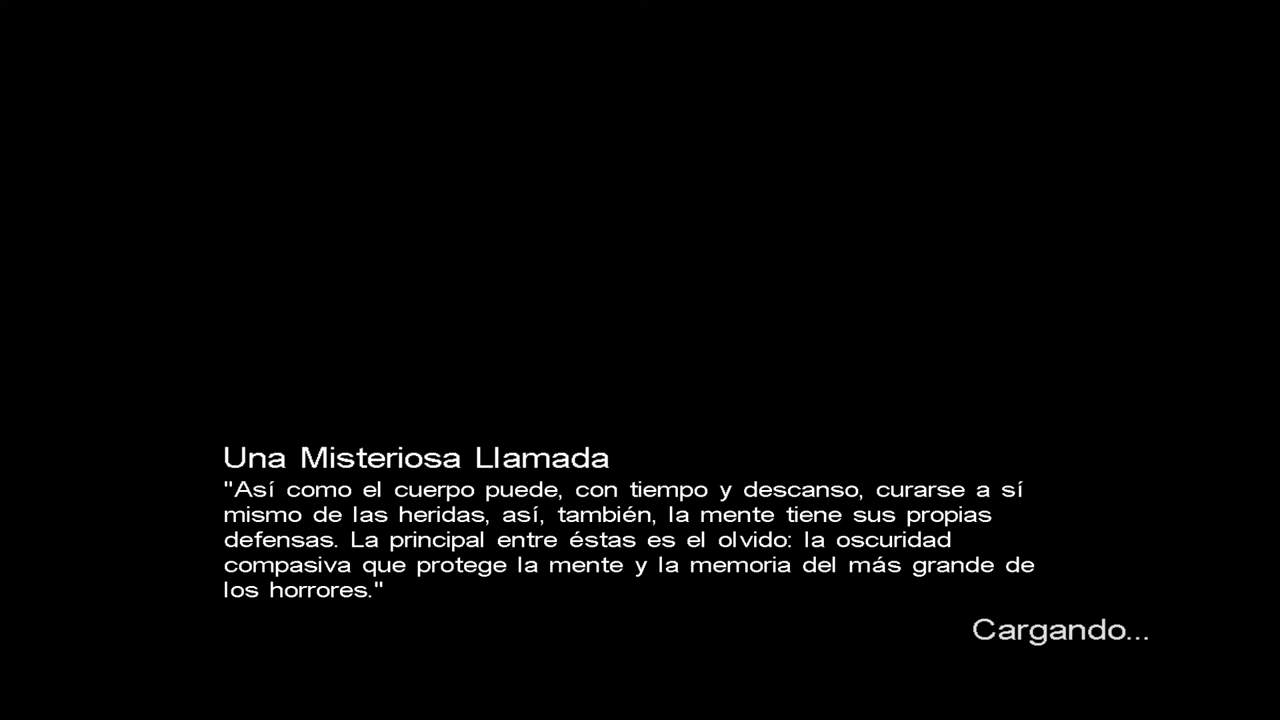 Una Misteriosa Llamada
"Así como el cuerpo puede, con tiempo y descanso, curarse a sí
mismo de las heridas, así, también, la mente tiene sus propias
defensas. La principal entre éstas es el olvido: la oscuridad
compasiva que protege la mente y la memoria del más grande de
los horrores."
Cargando...